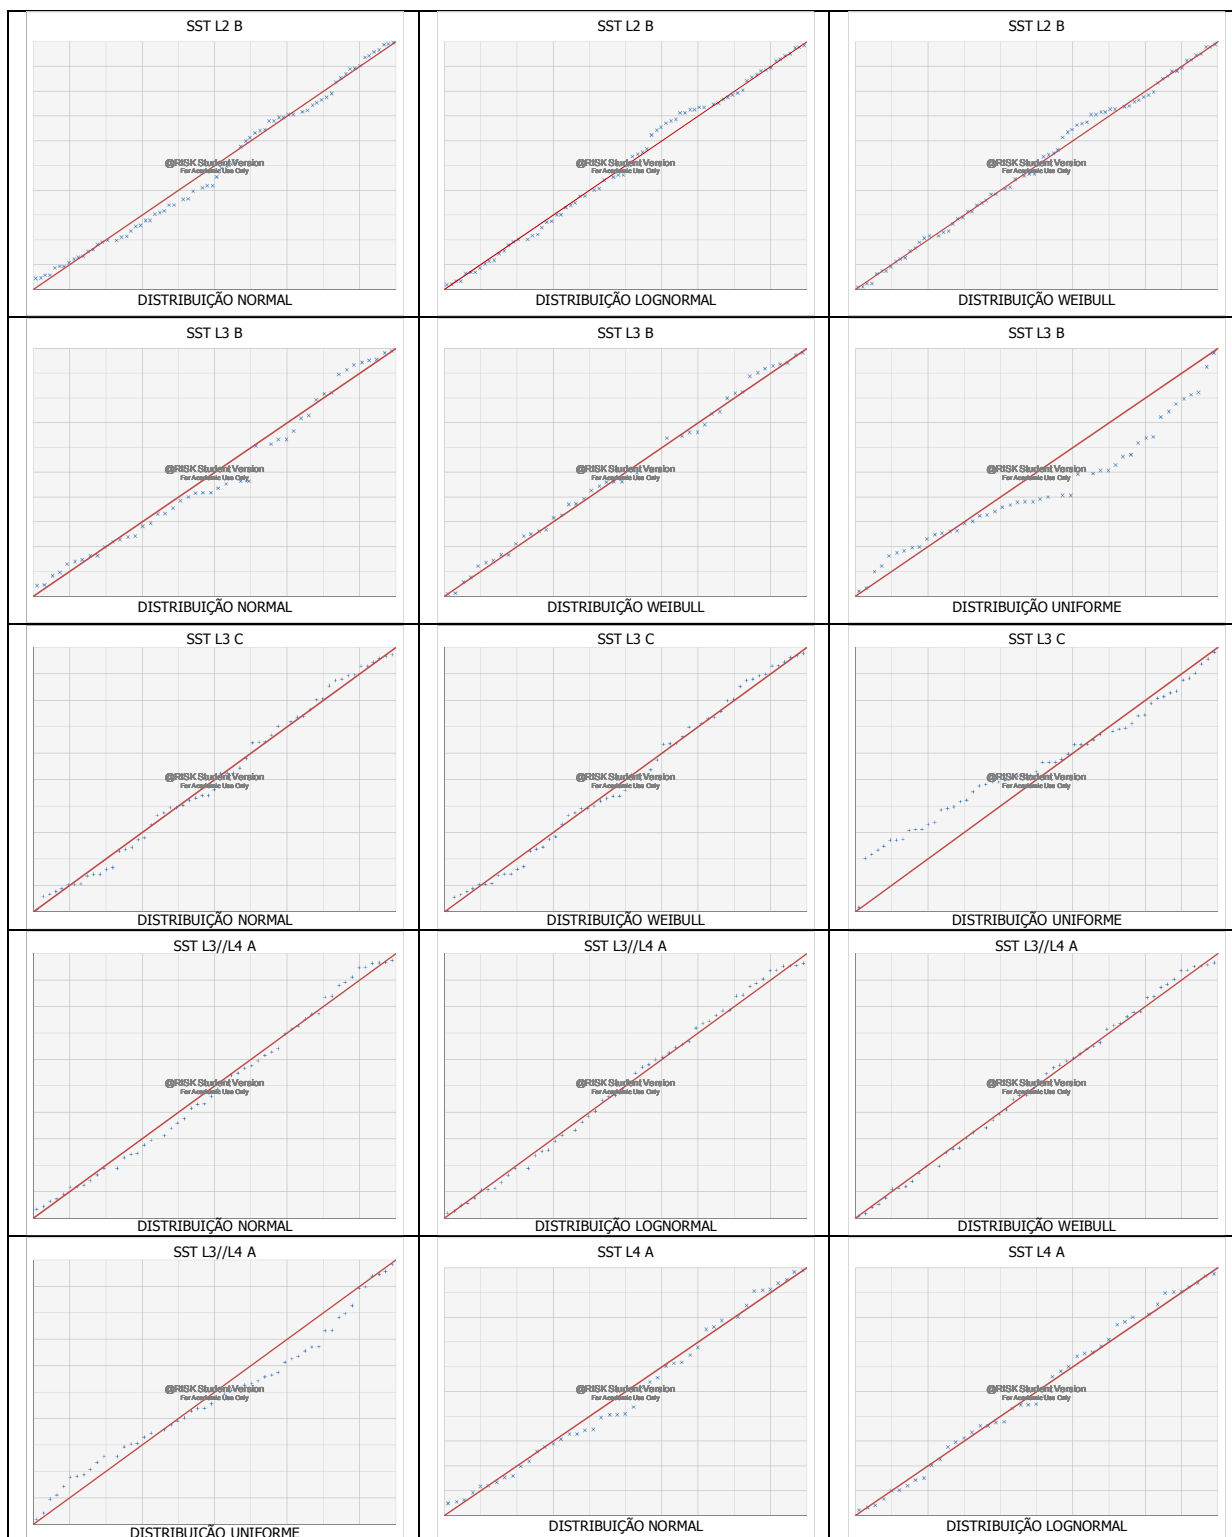 SST L2 B
@RISK Student Version
For Academic Use Only
DISTRIBUIÇÃO NORMAL
SST L2 B
@RISK Student Version
For Academic Use Only
DISTRIBUIÇÃO LOGNORMAL
SST L2 B
@RISK Student Version
For Academic Use Only
DISTRIBUIÇÃO WEIBULL
SST L3 B
@RISK Student Version
For Academic Use Only
DISTRIBUIÇÃO NORMAL
SST L3 B
@RISK Student Version
For Academic Use Only
DISTRIBUIÇÃO WEIBULL
SST L3 B
@RISK Student Version
For Academic Use Only
DISTRIBUIÇÃO UNIFORME
SST L3 C
@RISK Student Version
For Academic Use Only
DISTRIBUIÇÃO NORMAL
SST L3 C
@RISK Student Version
For Academic Use Only
DISTRIBUIÇÃO WEIBULL
SST L3 C
@RISK Student Version
For Academic Use Only
DISTRIBUIÇÃO UNIFORME
SST L3//L4 A
@RISK Student Version
For Academic Use Only
DISTRIBUIÇÃO NORMAL
SST L3//L4 A
@RISK Student Version
For Academic Use Only
DISTRIBUIÇÃO LOGNORMAL
SST L3//L4 A
@RISK Student Version
For Academic Use Only
DISTRIBUIÇÃO WEIBULL
SST L3//L4 A
@RISK Student Version
For Academic Use Only
DISTRIBUIÇÃO UNIFORME
SST L4 A
@RISK Student Version
For Academic Use Only
DISTRIBUIÇÃO NORMAL
SST L4 A
@RISK Student Version
For Academic Use Only
DISTRIBUIÇÃO LOGNORMAL